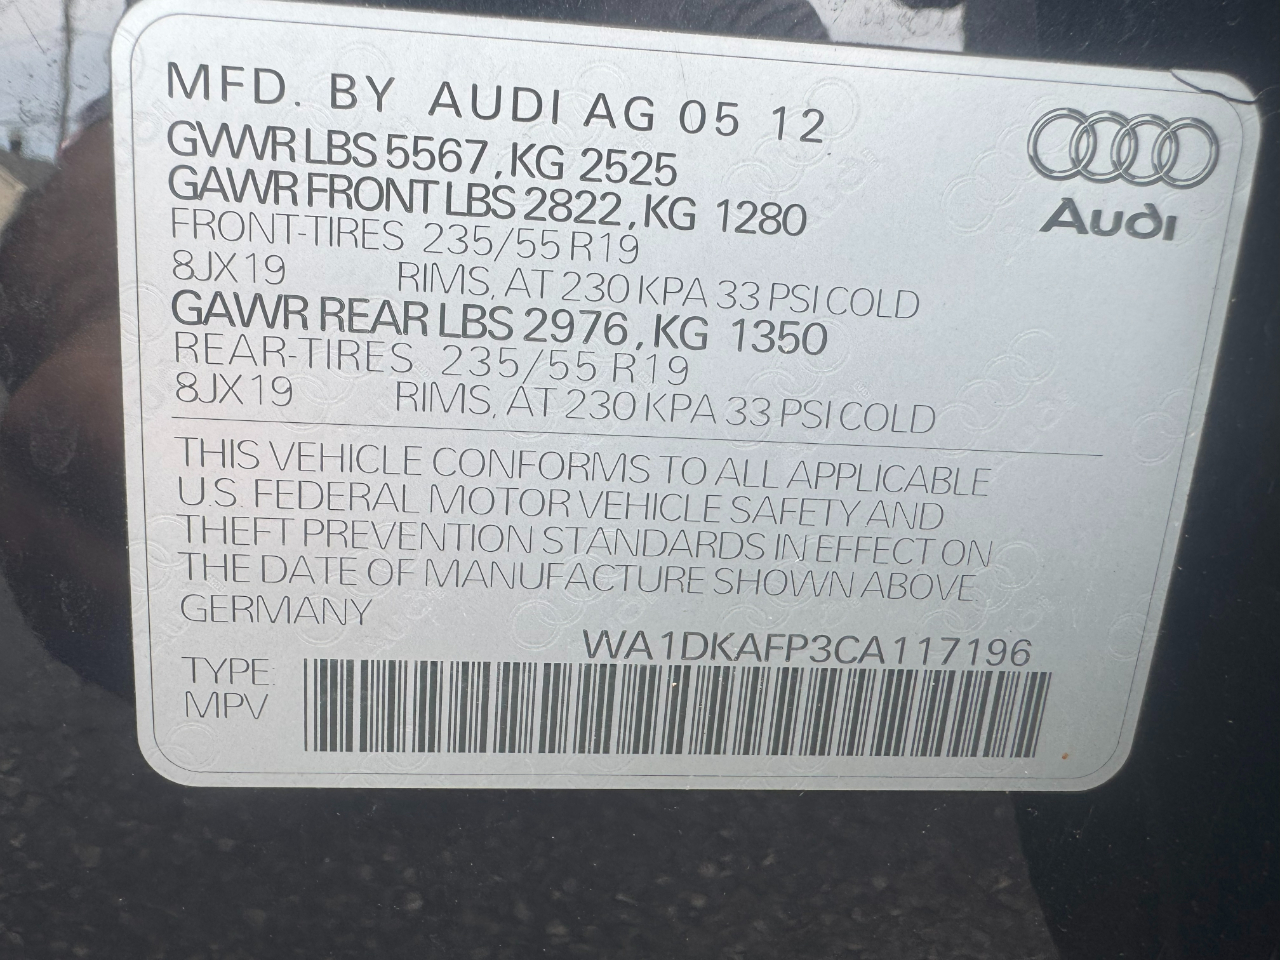 MFD. BY AUDI AG 05 12
GVWR LBS 5567, KG 2525
GAWR FRONT LBS 2822, KG 1280
FRONT-TIRES 235/55 R19
8JX19 RIMS, AT 230 KPA 33 PSI COLD
GAWR REAR LBS 2976, KG 1350
REAR-TIRES 235/55 R19
8JX19 RIMS, AT 230 KPA 33 PSI COLD
Audi
THIS VEHICLE CONFORMS TO ALL APPLICABLE
U.S. FEDERAL MOTOR VEHICLE SAFETY AND
THEFT PREVENTION STANDARDS IN EFFECT ON
THE DATE OF MANUFACTURE SHOWN ABOVE
GERMANY
WA1DKAFP3CA117196
TYPE:
MPV